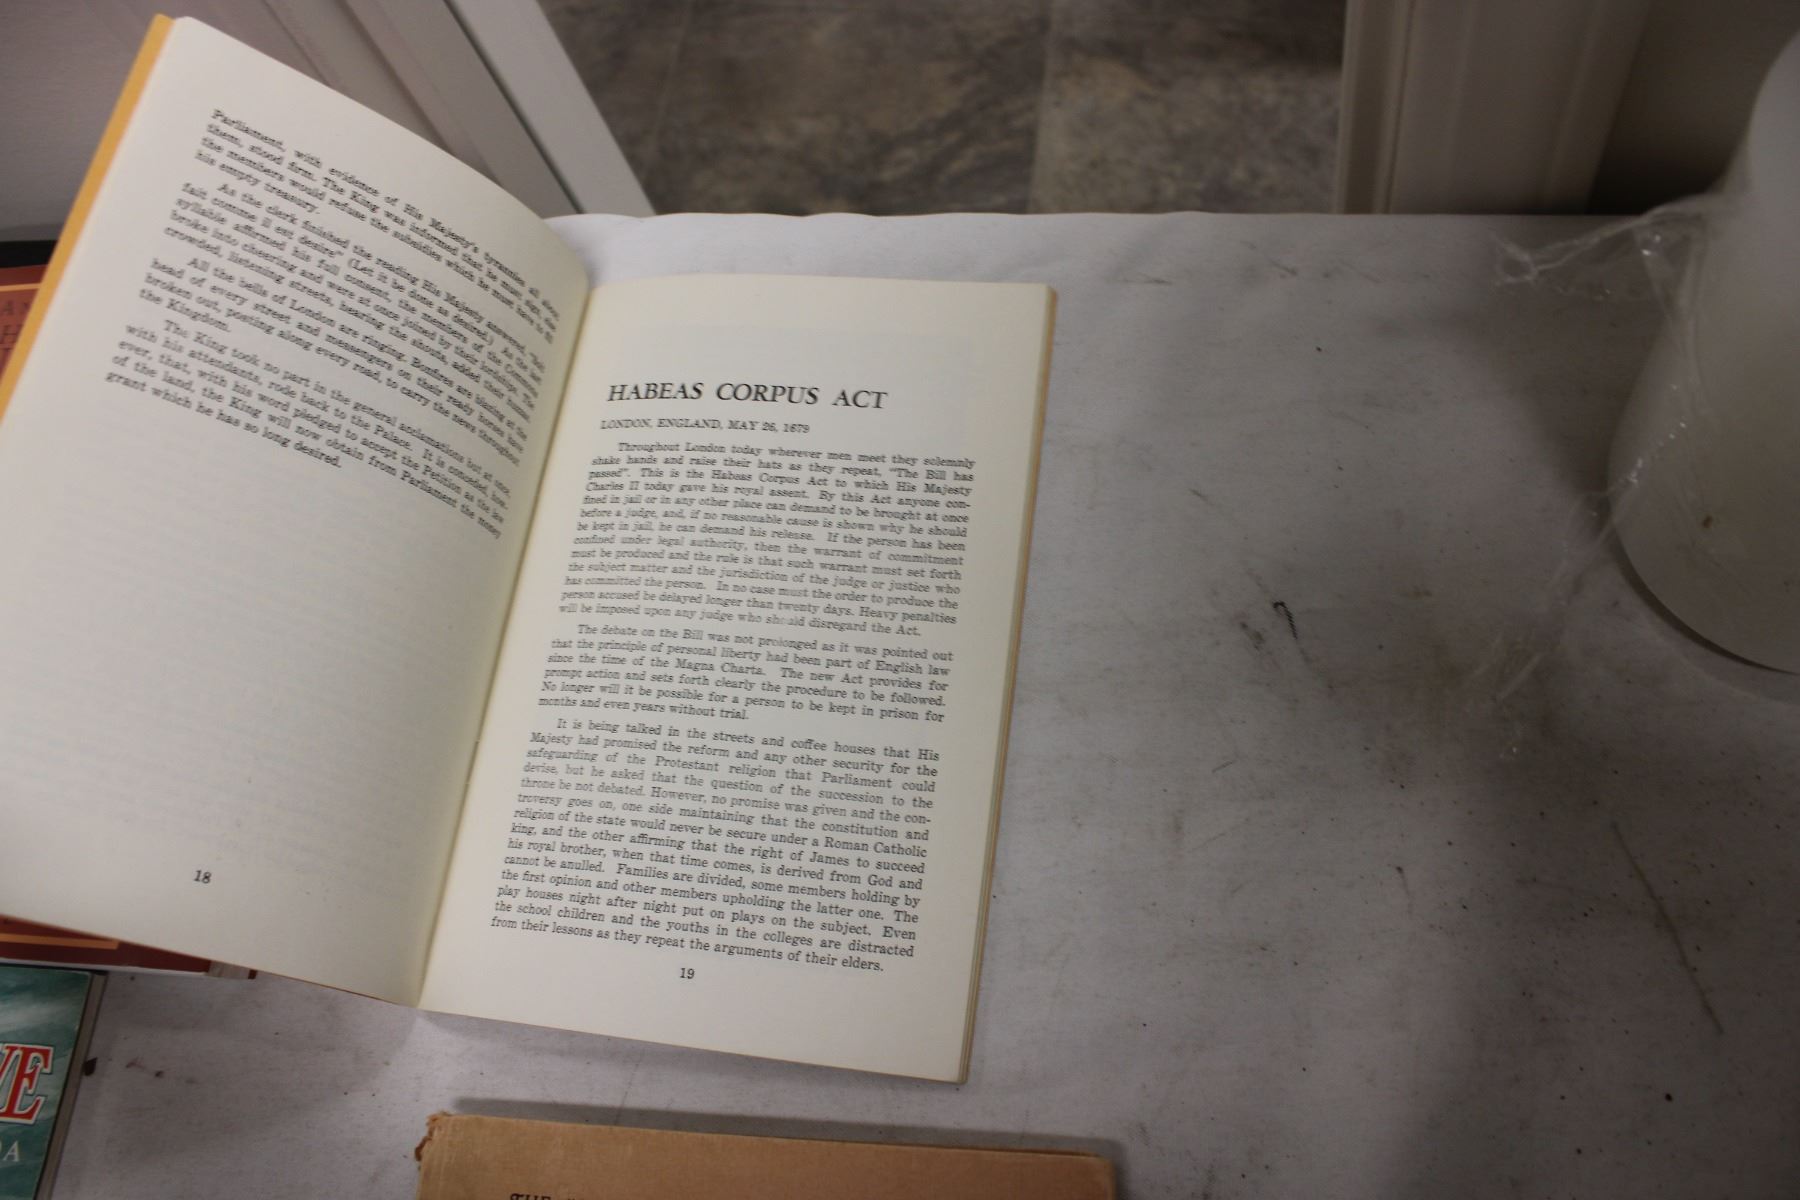 Parliament, with evidence of His Majesty's tyrannies all about
them, stood firm. The King was informed that he must sign, else
the members would refuse the subsidies which he must have to fill
his empty treasury.
As the clerk finished the reading His Majesty answered, "Soit
fait comme il est desire" (Let it be done as desired.) As the last
syllable affirmed his full consent, the members of the Commons
broke into cheering and were at once joined by their lordships. The
crowded, listening streets, hearing the shouts, added their huzzas.
All the bells of London are ringing. Bonfires are blazing at the
head of every street and messengers on their ready horses have
broken out, posting along every road, to carry the news throughout
the Kingdom.
The King took no part in the general acclamations but at once,
with his attendants, rode back to the Palace. It is conceded, how-
ever, that, with his word pledged to accept the Petition as the law
of the land, the King will now obtain from Parliament the money
grant which he has so long desired.
18
HABEAS CORPUS ACT
LONDON, ENGLAND, MAY 26, 1679
Throughout London today wherever men meet they solemnly
shake hands and raise their hats as they repeat, "The Bill has
passed". This is the Habeas Corpus Act to which His Majesty
Charles II today gave his royal assent. By this Act anyone con-
fined in jail or in any other place can demand to be brought at once
before a judge, and, if no reasonable cause is shown why he should
be kept in jail, he can demand his release. If the person has been
confined under legal authority, then the warrant of commitment
must be produced and the rule is that such warrant must set forth
the subject matter and the jurisdiction of the judge or justice who
has committed the person. In no case must the order to produce the
person accused be delayed longer than twenty days. Heavy penalties
will be imposed upon any judge who should disregard the Act.
The debate on the Bill was not prolonged as it was pointed out
that the principle of personal liberty had been part of English law
since the time of the Magna Charta. The new Act provides for
prompt action and sets forth clearly the procedure to be followed.
No longer will it be possible for a person to be kept in prison for
months and even years without trial.
It is being talked in the streets and coffee houses that His
Majesty had promised the reform and any other security for the
safeguarding of the Protestant religion that Parliament could
devise, but he asked that the question of the succession to the
throne be not debated. However, no promise was given and the con-
troversy goes on, one side maintaining that the constitution and
religion of the state would never be secure under a Roman Catholic
king, and the other affirming that the right of James to succeed
his royal brother, when that time comes, is derived from God and
cannot be anulled. Families are divided, some members holding by
the first opinion and other members upholding the latter one. The
play houses night after night put on plays on the subject. Even
the school children and the youths in the colleges are distracted
from their lessons as they repeat the arguments of their elders.
19
THE